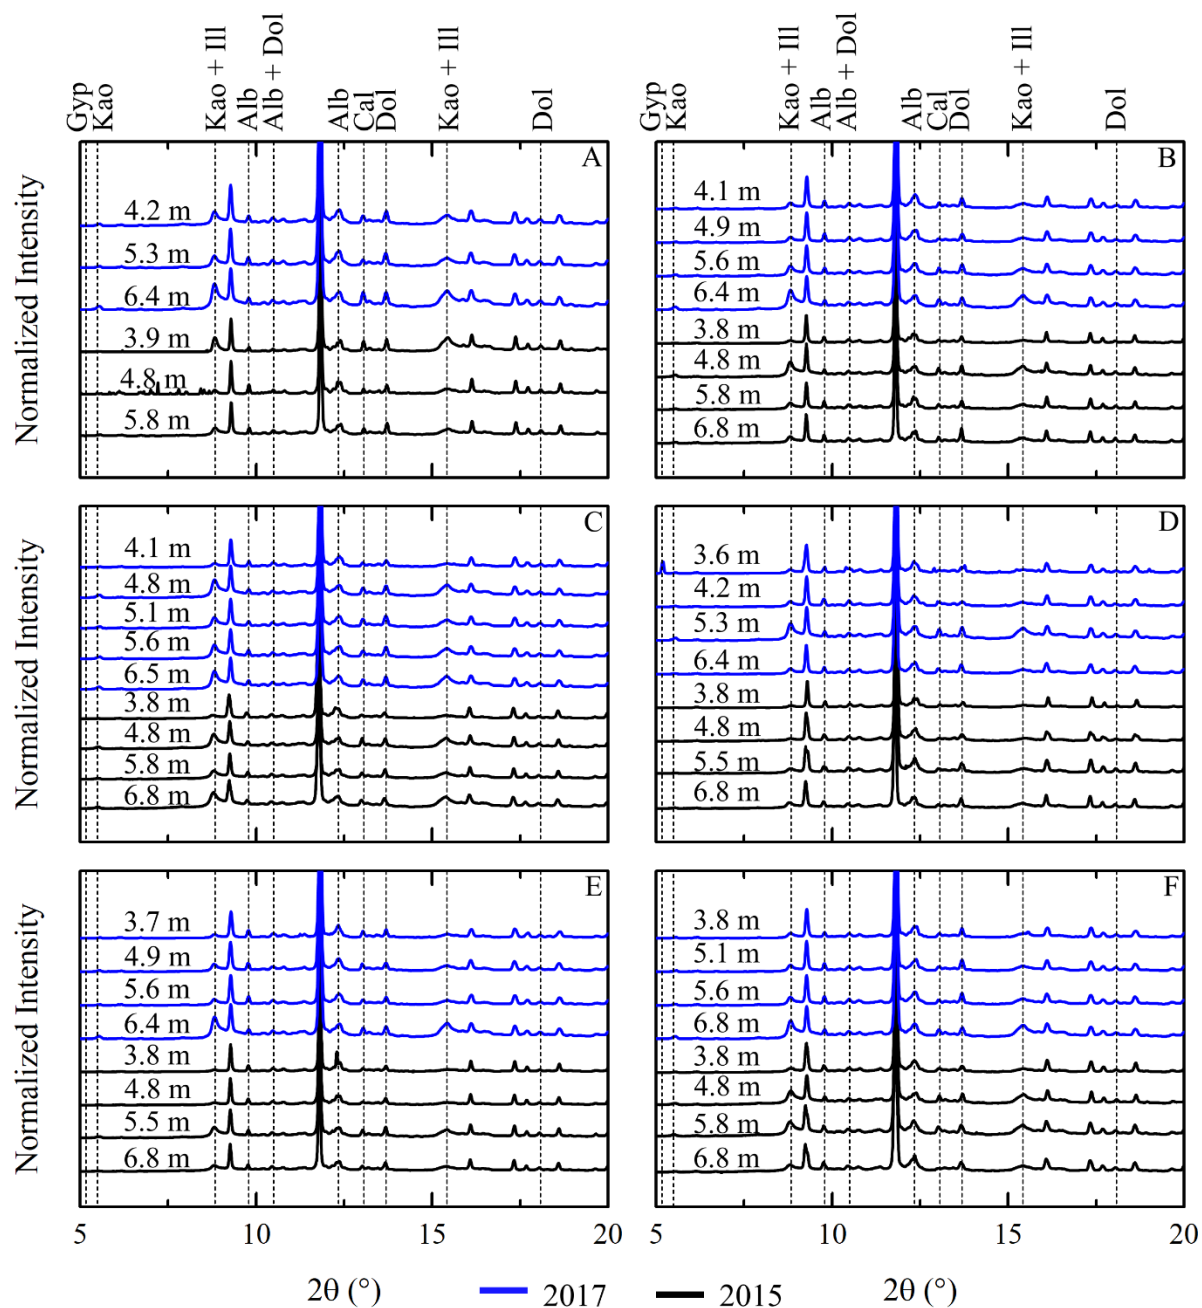 Gyp
Kao
Kao + Ill
Alb
Alb + Dol
Alb
Cal
Dol
Kao + Ill
Dol
Gyp
Kao
Kao + Ill
Alb
Alb + Dol
Alb
Cal
Dol
Kao + Ill
Dol
Normalized Intensity
A
4.2 m
5.3 m
6.4 m
3.9 m
4.8 m
5.8 m
B
4.1 m
4.9 m
5.6 m
6.4 m
3.8 m
4.8 m
5.8 m
6.8 m
Normalized Intensity
C
4.1 m
4.8 m
5.1 m
5.6 m
6.5 m
3.8 m
4.8 m
5.8 m
6.8 m
D
3.6 m
4.2 m
5.3 m
6.4 m
3.8 m
4.8 m
5.5 m
6.8 m
Normalized Intensity
E
3.7 m
4.9 m
5.6 m
6.4 m
3.8 m
4.8 m
5.5 m
6.8 m
F
3.8 m
5.1 m
5.6 m
6.8 m
3.8 m
4.8 m
5.8 m
6.8 m
5 10 15 20
5 10 15 20
2θ (°) 2017 2015 2θ (°)